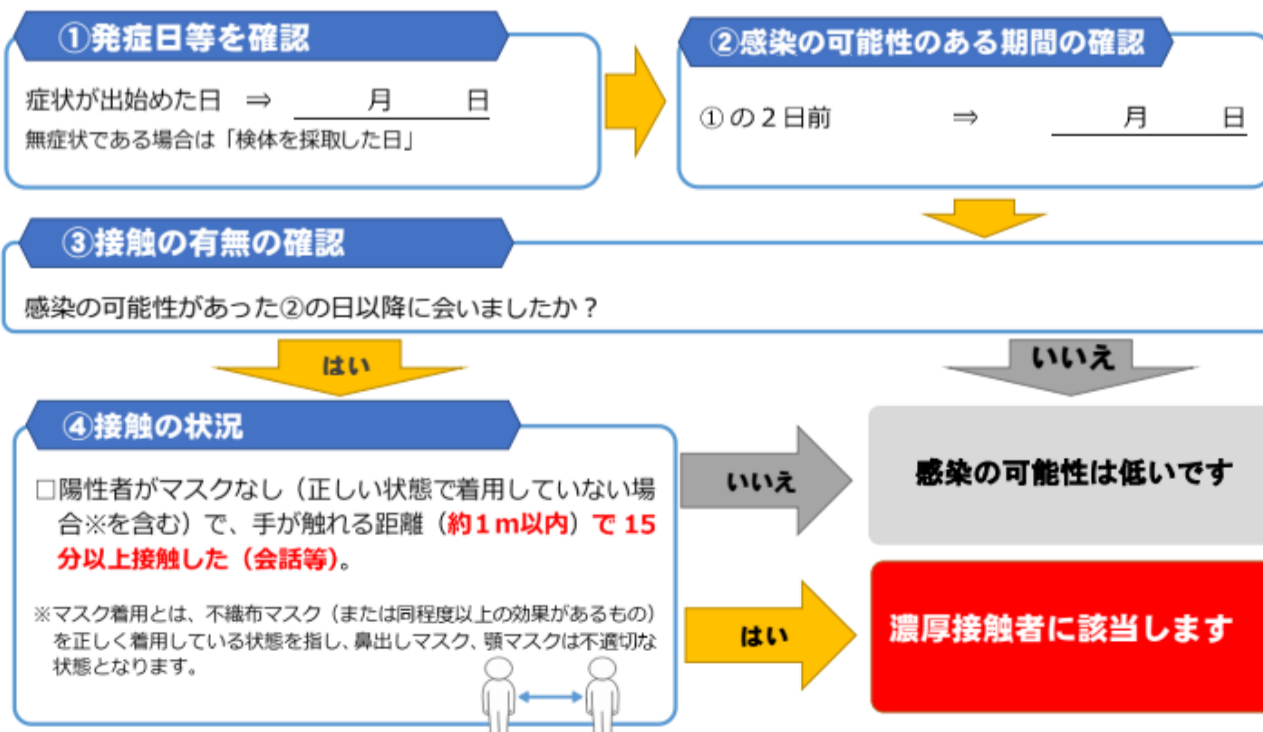 ①発症日等を確認
症状が出始めた日 ⇒ 月 日
無症状である場合は「検体を採取した日」
②感染の可能性のある期間の確認
①の2日前 ⇒ 月 日
③接触の有無の確認
感染の可能性があった②の日以降に会いましたか？
はい
いいえ
④接触の状況
□陽性者がマスクなし（正しい状態で着用していない場
合※を含む）で、手が触れる距離（約1m以内）で 15
分以上接触した（会話等）。
※マスク着用とは、不織布マスク（または同程度以上の効果があるもの）
を正しく着用している状態を指し、鼻出しマスク、顎マスクは不適切な
状態となります。
いいえ
感染の可能性は低いです
はい
濃厚接触者に該当します